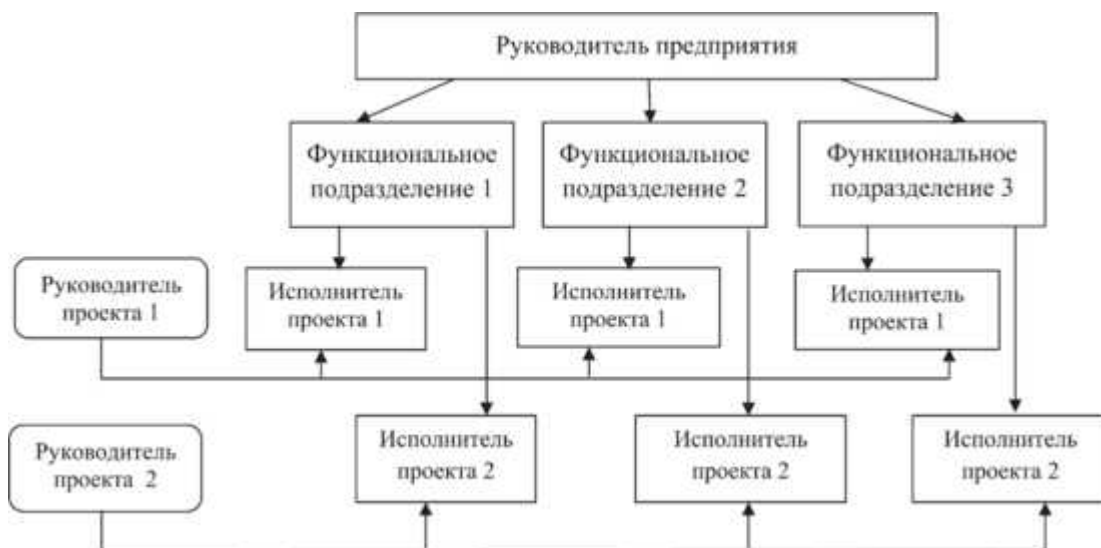 Руководитель предприятия
Функциональное
подразделение 1
Функциональное
подразделение 2
Функциональное
подразделение 3
Руководитель
проекта 1
Исполнитель
проекта 1
Исполнитель
проекта 1
Исполнитель
проекта 1
Руководитель
проекта 2
Исполнитель
проекта 2
Исполнитель
проекта 2
Исполнитель
проекта 2